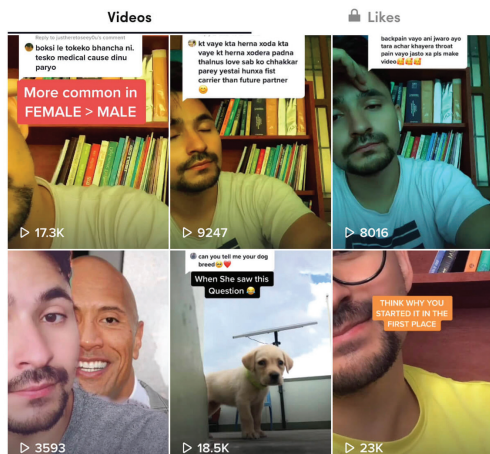 Videos
Likes
Reply to justheretoseeyOu's comment
boksi le tokeko bhancha ni.
tesko medical cause dinu
paryo
More common in
FEMALE > MALE
17.3K
kt vaye kta herna xoda kta
vaye kt herna xodera padna
thalnus love sab ko chhakkar
parey yestai hunxa fist
carrier than future partner
9247
backpain vayo ani jwaro ayo
tara achar khayera throat
pain vayo jasto xa pls make
video
8016
3593
can you tell me your dog
breed
When She saw this
Question
18.5K
THINK WHY YOU
STARTED IT IN THE
FIRST PLACE
23K